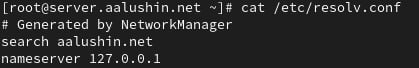 [root@server.aalushin.net ~]# cat /etc/resolv.conf
# Generated by NetworkManager
search aalushin.net
nameserver 127.0.0.1